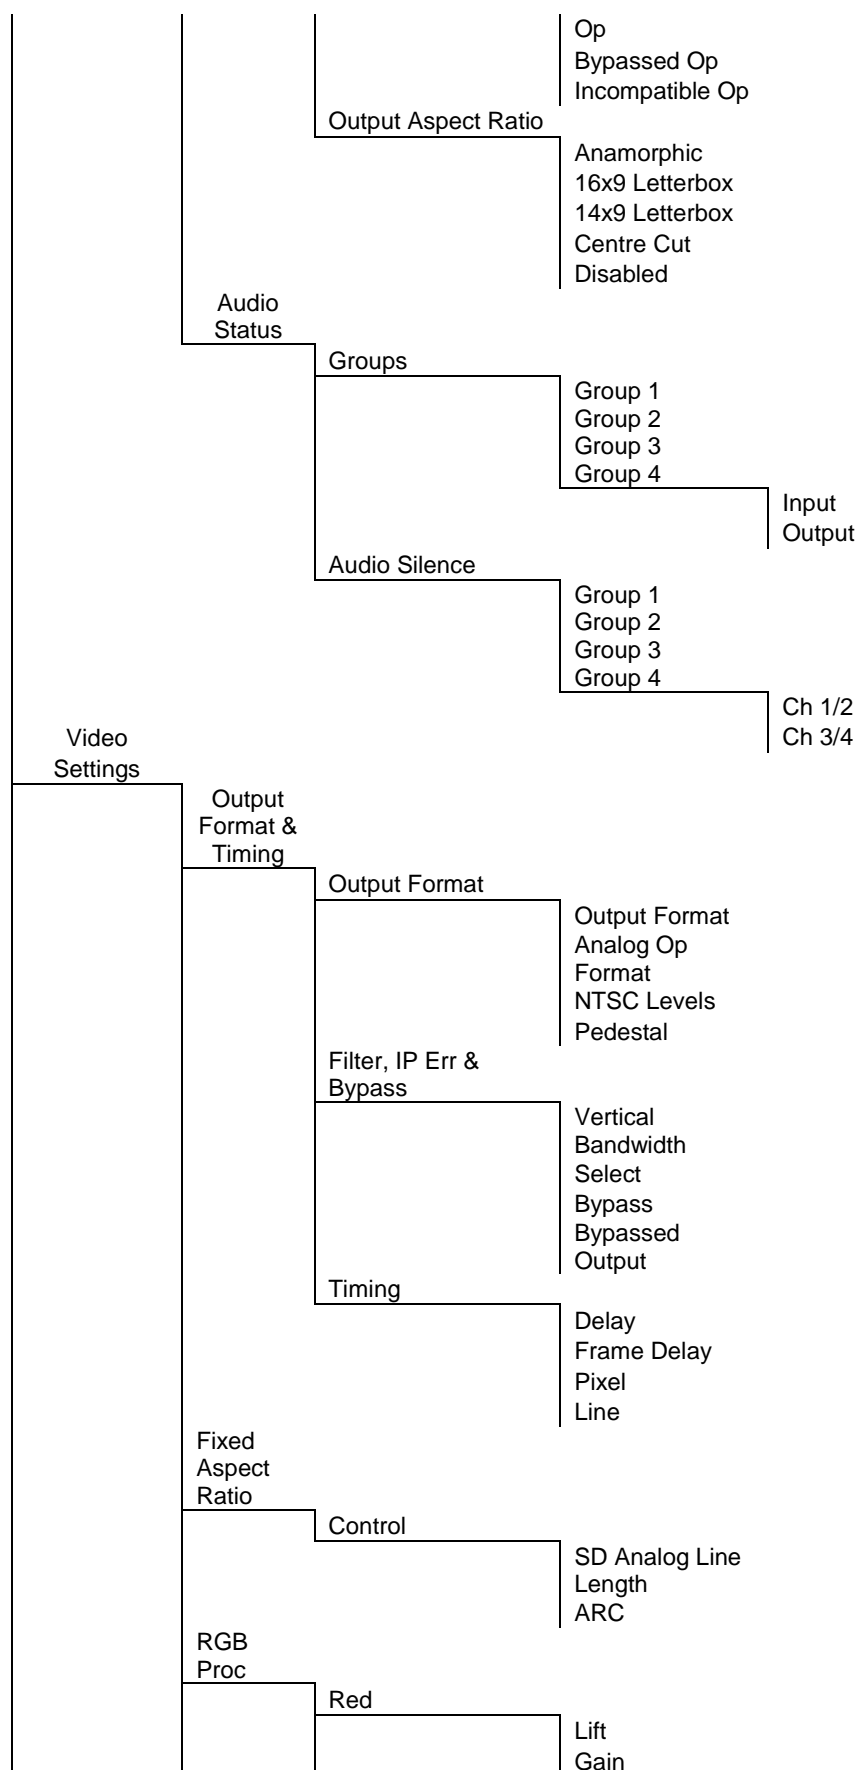 Op
Bypassed Op
Incompatible Op
Output Aspect Ratio
Anamorphic
16x9 Letterbox
14x9 Letterbox
Centre Cut
Disabled
Audio
Status
Groups
Group 1
Group 2
Group 3
Group 4
Input
Output
Audio Silence
Group 1
Group 2
Group 3
Group 4
Ch 1/2
Ch 3/4
Video
Settings
Output
Format &
Timing
Output Format
Output Format
Analog Op
Format
NTSC Levels
Pedestal
Filter, IP Err &
Bypass
Vertical
Bandwidth
Select
Bypass
Bypassed
Output
Timing
Delay
Frame Delay
Pixel
Line
Fixed
Aspect
Ratio
Control
SD Analog Line
Length
ARC
RGB
Proc
Red
Lift
Gain